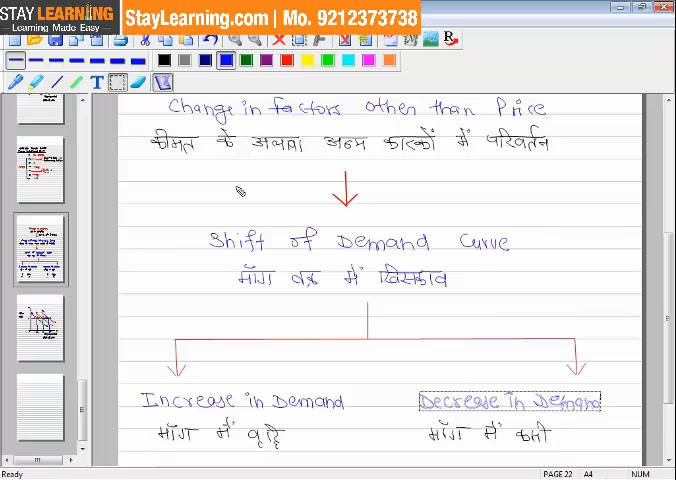 STAY LEARNING
Learning Made Easy
StayLearning.com | Mo. 9212373738
Change in factors other than Price
कीमत के अलावा अन्य कारकों में परिवर्तन
Shift of Demand Curve
माँग वक्र में खिसकाव
Increase in Demand
Decrease in Demand
माँग में वृद्धि
माँग में कमी
Ready
PAGE 22
A4
NUM